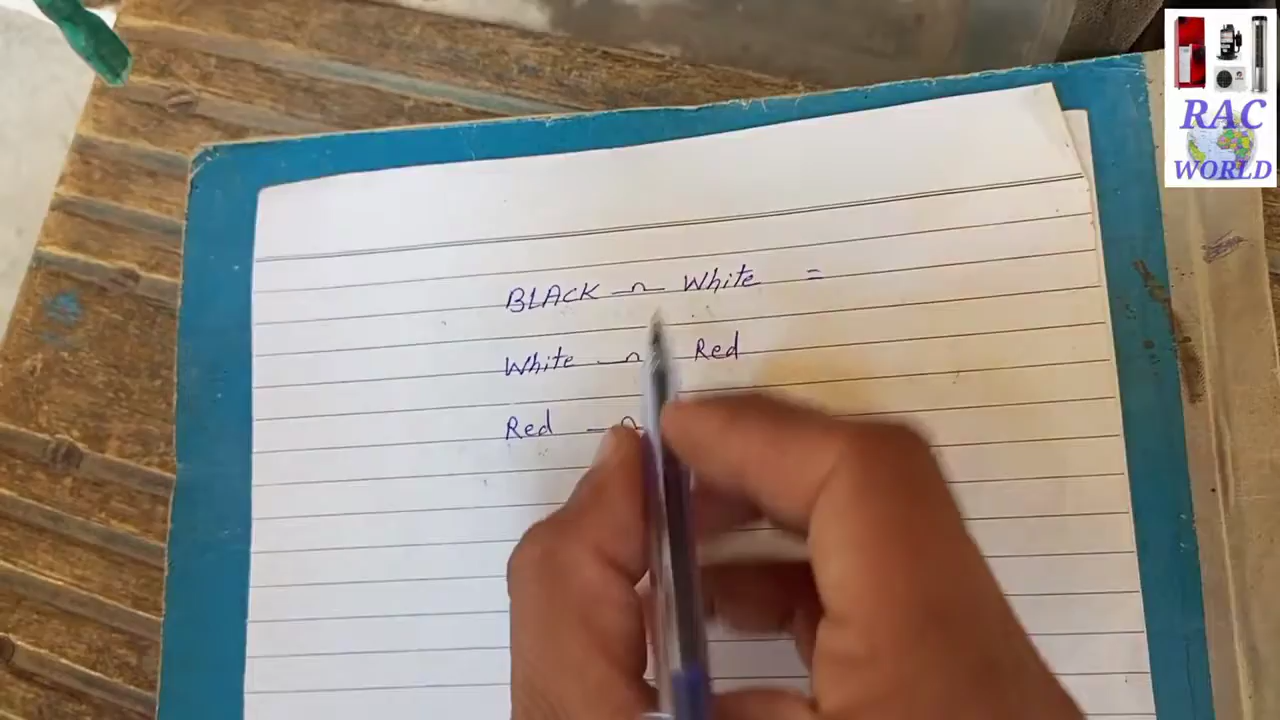 RAC
WORLD
BLACK ⌒ White =
White ⌒ Red
Red ⌒